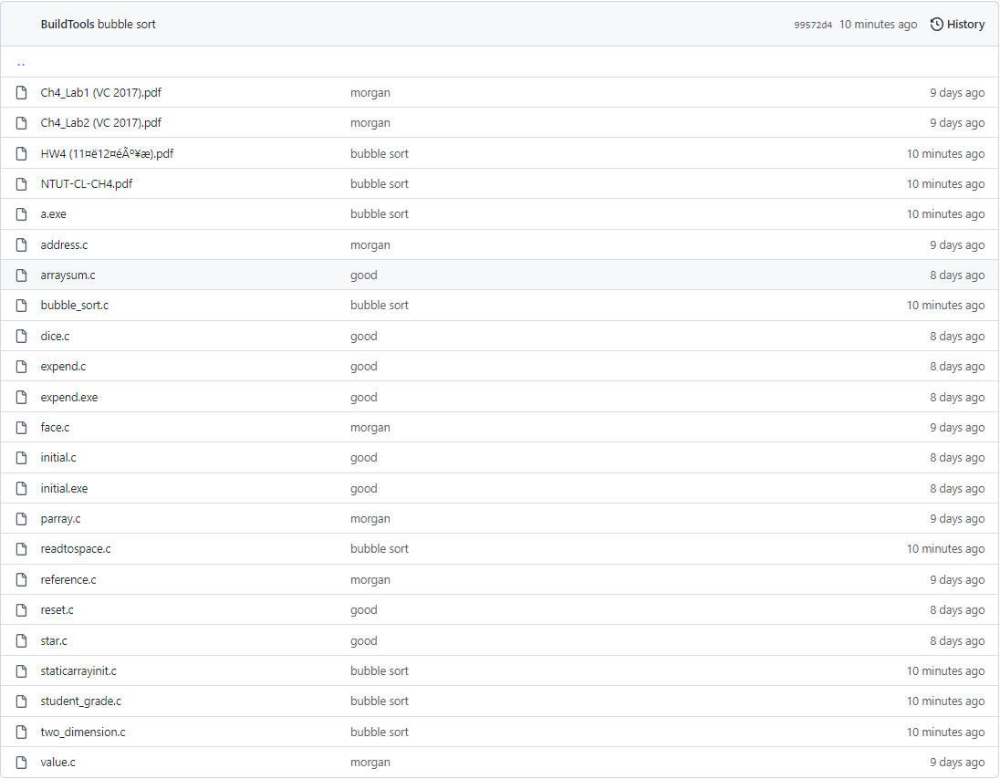 BuildTools bubble sort 99572d4 10 minutes ago History
..
Ch4_Lab1 (VC 2017).pdf morgan 9 days ago
Ch4_Lab2 (VC 2017).pdf morgan 9 days ago
HW4 (11¤ë12¤éÃº¥æ).pdf bubble sort 10 minutes ago
NTUT-CL-CH4.pdf bubble sort 10 minutes ago
a.exe bubble sort 10 minutes ago
address.c morgan 9 days ago
arraysum.c good 8 days ago
bubble_sort.c bubble sort 10 minutes ago
dice.c good 8 days ago
expend.c good 8 days ago
expend.exe good 8 days ago
face.c morgan 9 days ago
initial.c good 8 days ago
initial.exe good 8 days ago
parray.c morgan 9 days ago
readtospace.c bubble sort 10 minutes ago
reference.c morgan 9 days ago
reset.c good 8 days ago
star.c good 8 days ago
staticarrayinit.c bubble sort 10 minutes ago
student_grade.c bubble sort 10 minutes ago
two_dimension.c bubble sort 10 minutes ago
value.c morgan 9 days ago